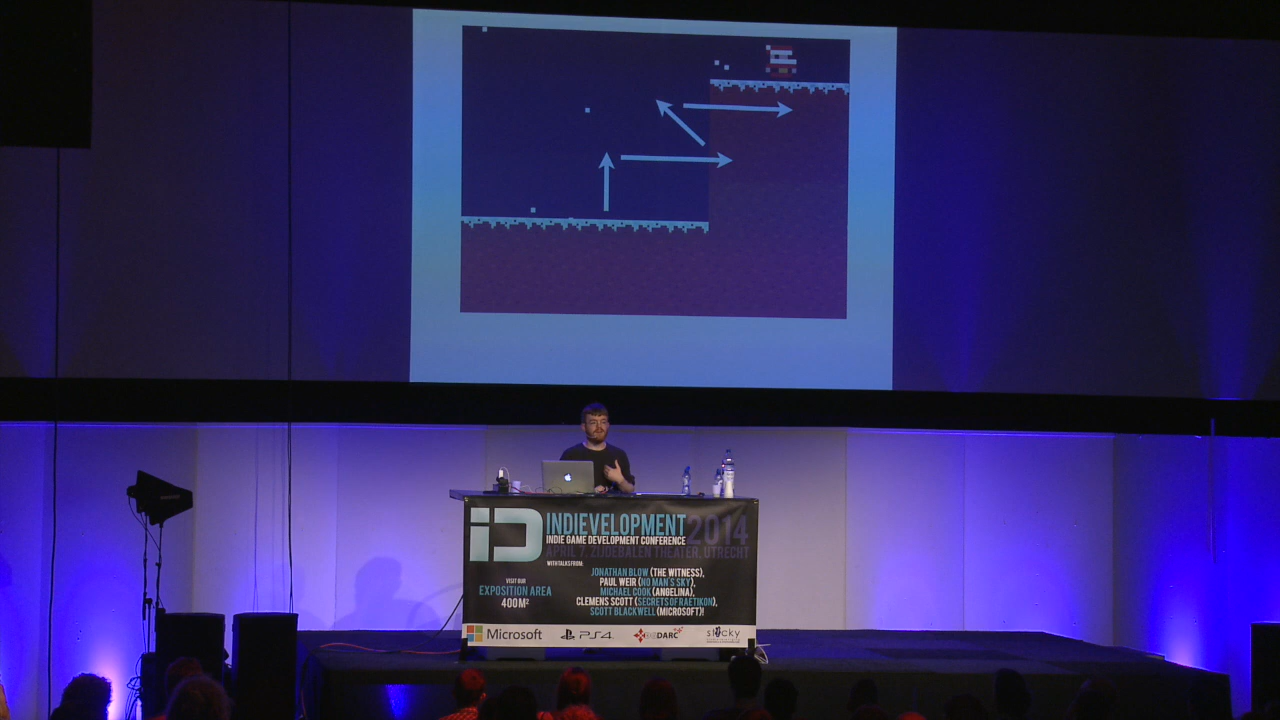 iD
INDIEVELOPMENT 2014
INDIE GAME DEVELOPMENT CONFERENCE
APRIL 7, ZIJDEBALEN THEATER, UTRECHT
WITH TALKS FROM:
JONATHAN BLOW (THE WITNESS),
PAUL WEIR (NO MAN'S SKY),
MICHAEL COOK (ANGELINA),
CLEMENS SCOTT (SECRETS OF RAETIKON),
SCOTT BLACKWELL (MICROSOFT)!
VISIT OUR
EXPOSITION AREA
400M²
Microsoft
PS4